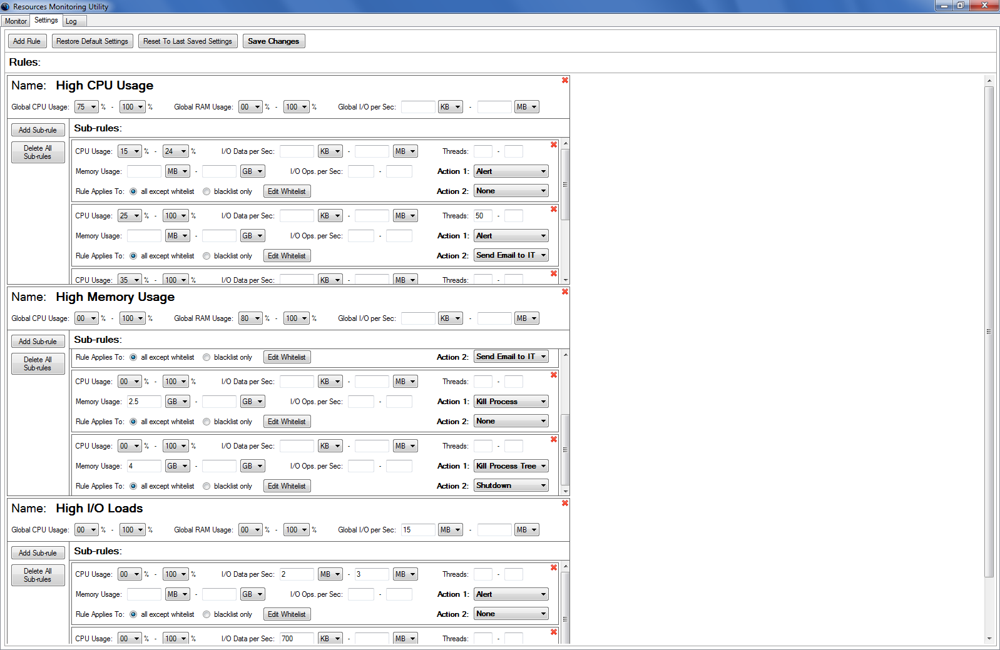 Resources Monitoring Utility
Monitor Settings Log
Add Rule Restore Default Settings Reset To Last Saved Settings Save Changes
Rules:
Name: High CPU Usage
Global CPU Usage: 75 % - 100 % Global RAM Usage: 00 % - 100 % Global I/O per Sec: KB - MB
Add Sub-rule Sub-rules:
Delete All
Sub-rules
CPU Usage: 15 % - 24 % I/O Data per Sec: KB - MB Threads: -
Memory Usage: MB - GB I/O Ops. per Sec: - Action 1: Alert
Rule Applies To: all except whitelist blacklist only Edit Whitelist Action 2: None
CPU Usage: 25 % - 100 % I/O Data per Sec: KB - MB Threads: 50 -
Memory Usage: MB - GB I/O Ops. per Sec: - Action 1: Alert
Rule Applies To: all except whitelist blacklist only Edit Whitelist Action 2: Send Email to IT
CPU Usage: 35 % - 100 % I/O Data per Sec: KB - MB Threads: -
Name: High Memory Usage
Global CPU Usage: 00 % - 100 % Global RAM Usage: 80 % - 100 % Global I/O per Sec: KB - MB
Add Sub-rule Sub-rules:
Delete All
Sub-rules
Rule Applies To: all except whitelist blacklist only Edit Whitelist Action 2: Send Email to IT
CPU Usage: 00 % - 100 % I/O Data per Sec: KB - MB Threads: -
Memory Usage: 2.5 GB - GB I/O Ops. per Sec: - Action 1: Kill Process
Rule Applies To: all except whitelist blacklist only Edit Whitelist Action 2: None
CPU Usage: 00 % - 100 % I/O Data per Sec: KB - MB Threads: -
Memory Usage: 4 GB - GB I/O Ops. per Sec: - Action 1: Kill Process Tree
Rule Applies To: all except whitelist blacklist only Edit Whitelist Action 2: Shutdown
Name: High I/O Loads
Global CPU Usage: 00 % - 100 % Global RAM Usage: 00 % - 100 % Global I/O per Sec: 15 MB - MB
Add Sub-rule Sub-rules:
Delete All
Sub-rules
CPU Usage: 00 % - 100 % I/O Data per Sec: 2 MB - 3 MB Threads: -
Memory Usage: MB - GB I/O Ops. per Sec: - Action 1: Alert
Rule Applies To: all except whitelist blacklist only Edit Whitelist Action 2: None
CPU Usage: 00 % - 100 % I/O Data per Sec: 700 KB - MB Threads: -